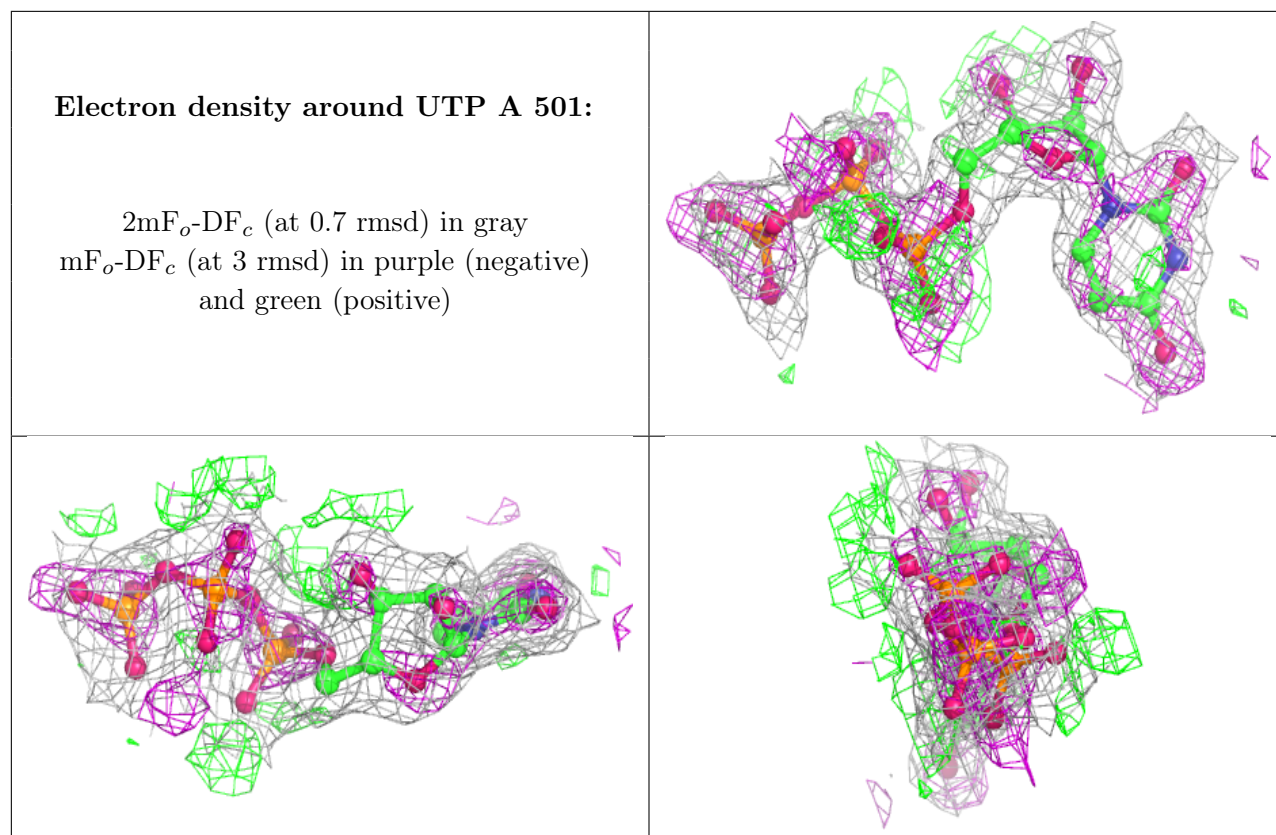 Electron density around UTP A 501:
2mFo-DFc (at 0.7 rmsd) in gray
mFo-DFc (at 3 rmsd) in purple (negative)
and green (positive)